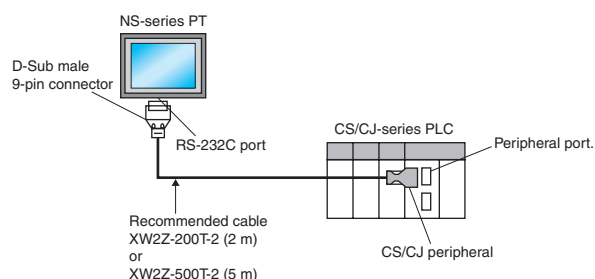 NS-series PT
D-Sub male
9-pin connector
RS-232C port
CS/CJ-series PLC
Peripheral port.
Recommended cable
XW2Z-200T-2 (2 m)
or
XW2Z-500T-2 (5 m)
CS/CJ peripheral